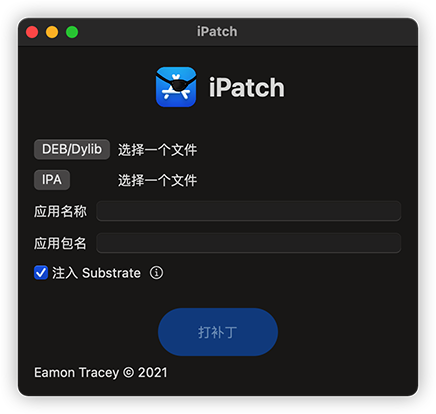 iPatch
iPatch
DEB/Dylib 选择一个文件
IPA 选择一个文件
应用名称
应用包名
注入 Substrate
打补丁
Eamon Tracey © 2021